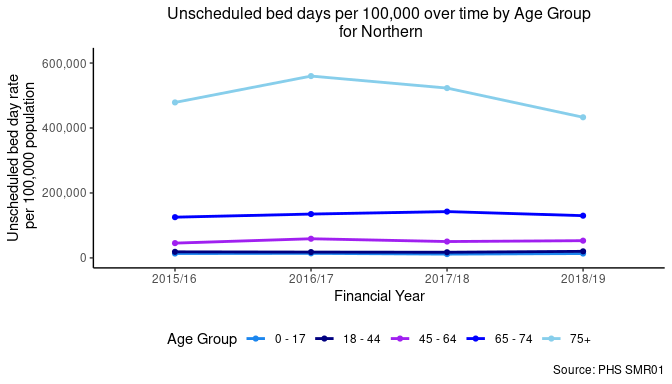 Unscheduled bed days per 100,000 over time by Age Group
for Northern
Unscheduled bed day rate
per 100,000 population
600,000
400,000
200,000
0
2015/16 2016/17 2017/18 2018/19
Financial Year
Age Group 0 - 17 18 - 44 45 - 64 65 - 74 75+
Source: PHS SMR01